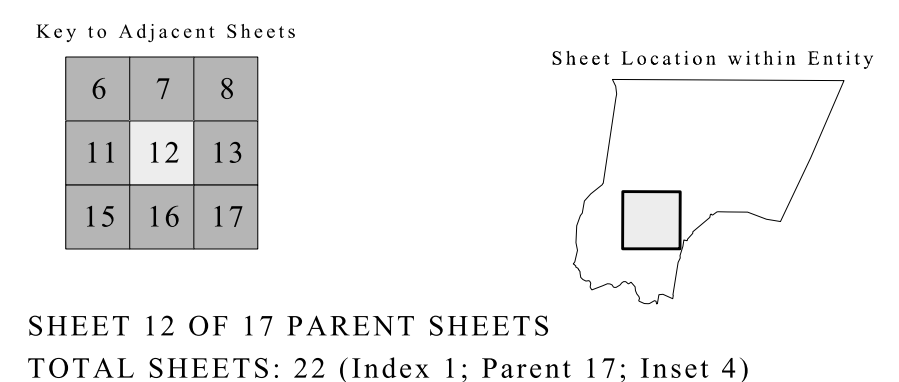 Key to Adjacent Sheets
Sheet Location within Entity
6 7 8
11 12 13
15 16 17
SHEET 12 OF 17 PARENT SHEETS
TOTAL SHEETS: 22 (Index 1; Parent 17; Inset 4)